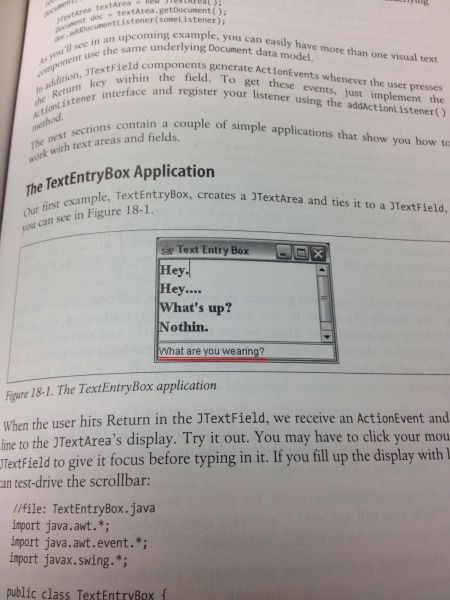 JTextArea textArea = new JTextArea();
Document doc = textArea.getDocument();
doc.addDocumentListener(someListener);
As you'll see in an upcoming example, you can easily have more than one visual text
component use the same underlying Document data model.
In addition, JTextField components generate ActionEvents whenever the user presses
the Return key within the field. To get these events, just implement the
ActionListener interface and register your listener using the addActionListener()
method.
The next sections contain a couple of simple applications that show you how to
work with text areas and fields.
The TextEntryBox Application
Our first example, TextEntryBox, creates a JTextArea and ties it to a JTextField,
you can see in Figure 18-1.
Text Entry Box
Hey.
Hey....
What's up?
Nothin.
What are you wearing?
Figure 18-1. The TextEntryBox application
When the user hits Return in the JTextField, we receive an ActionEvent and
line to the JTextArea's display. Try it out. You may have to click your mou
JTextField to give it focus before typing in it. If you fill up the display with l
can test-drive the scrollbar:
//file: TextEntryBox.java
import java.awt.*;
import java.awt.event.*;
import javax.swing.*;
public class TextEntryBox {